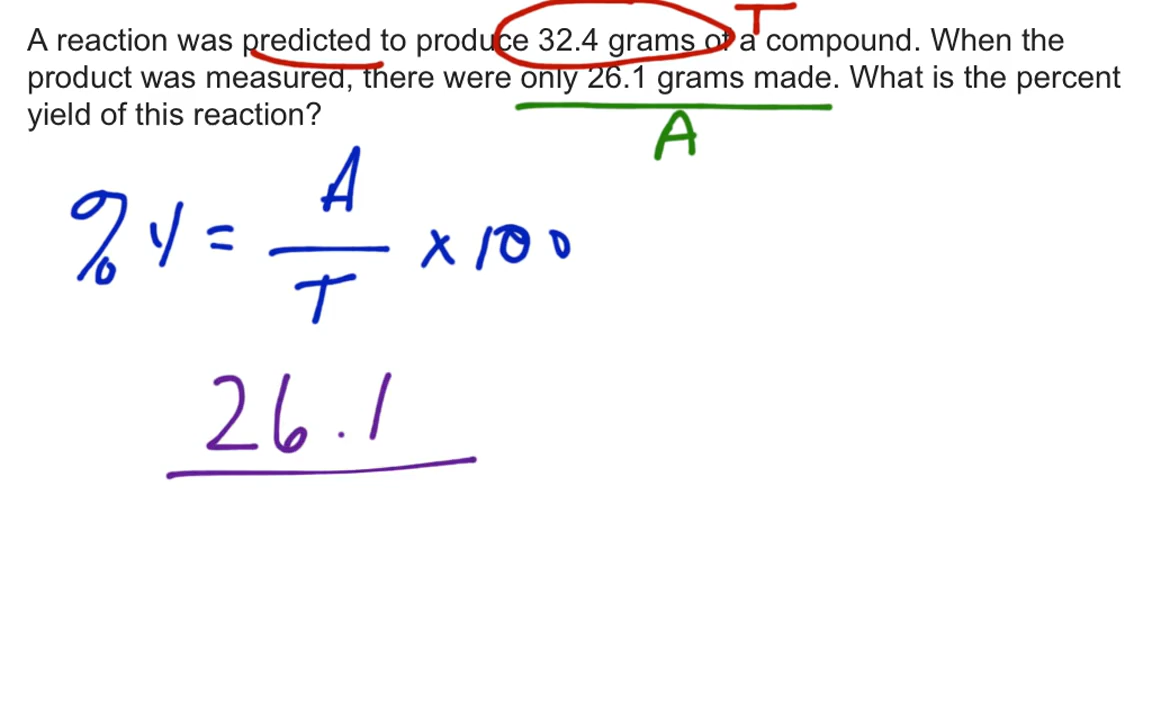 T
A reaction was predicted to produce 32.4 grams of a compound. When the
product was measured, there were only 26.1 grams made. What is the percent
yield of this reaction?
A
% y = A / T x 100
26.1